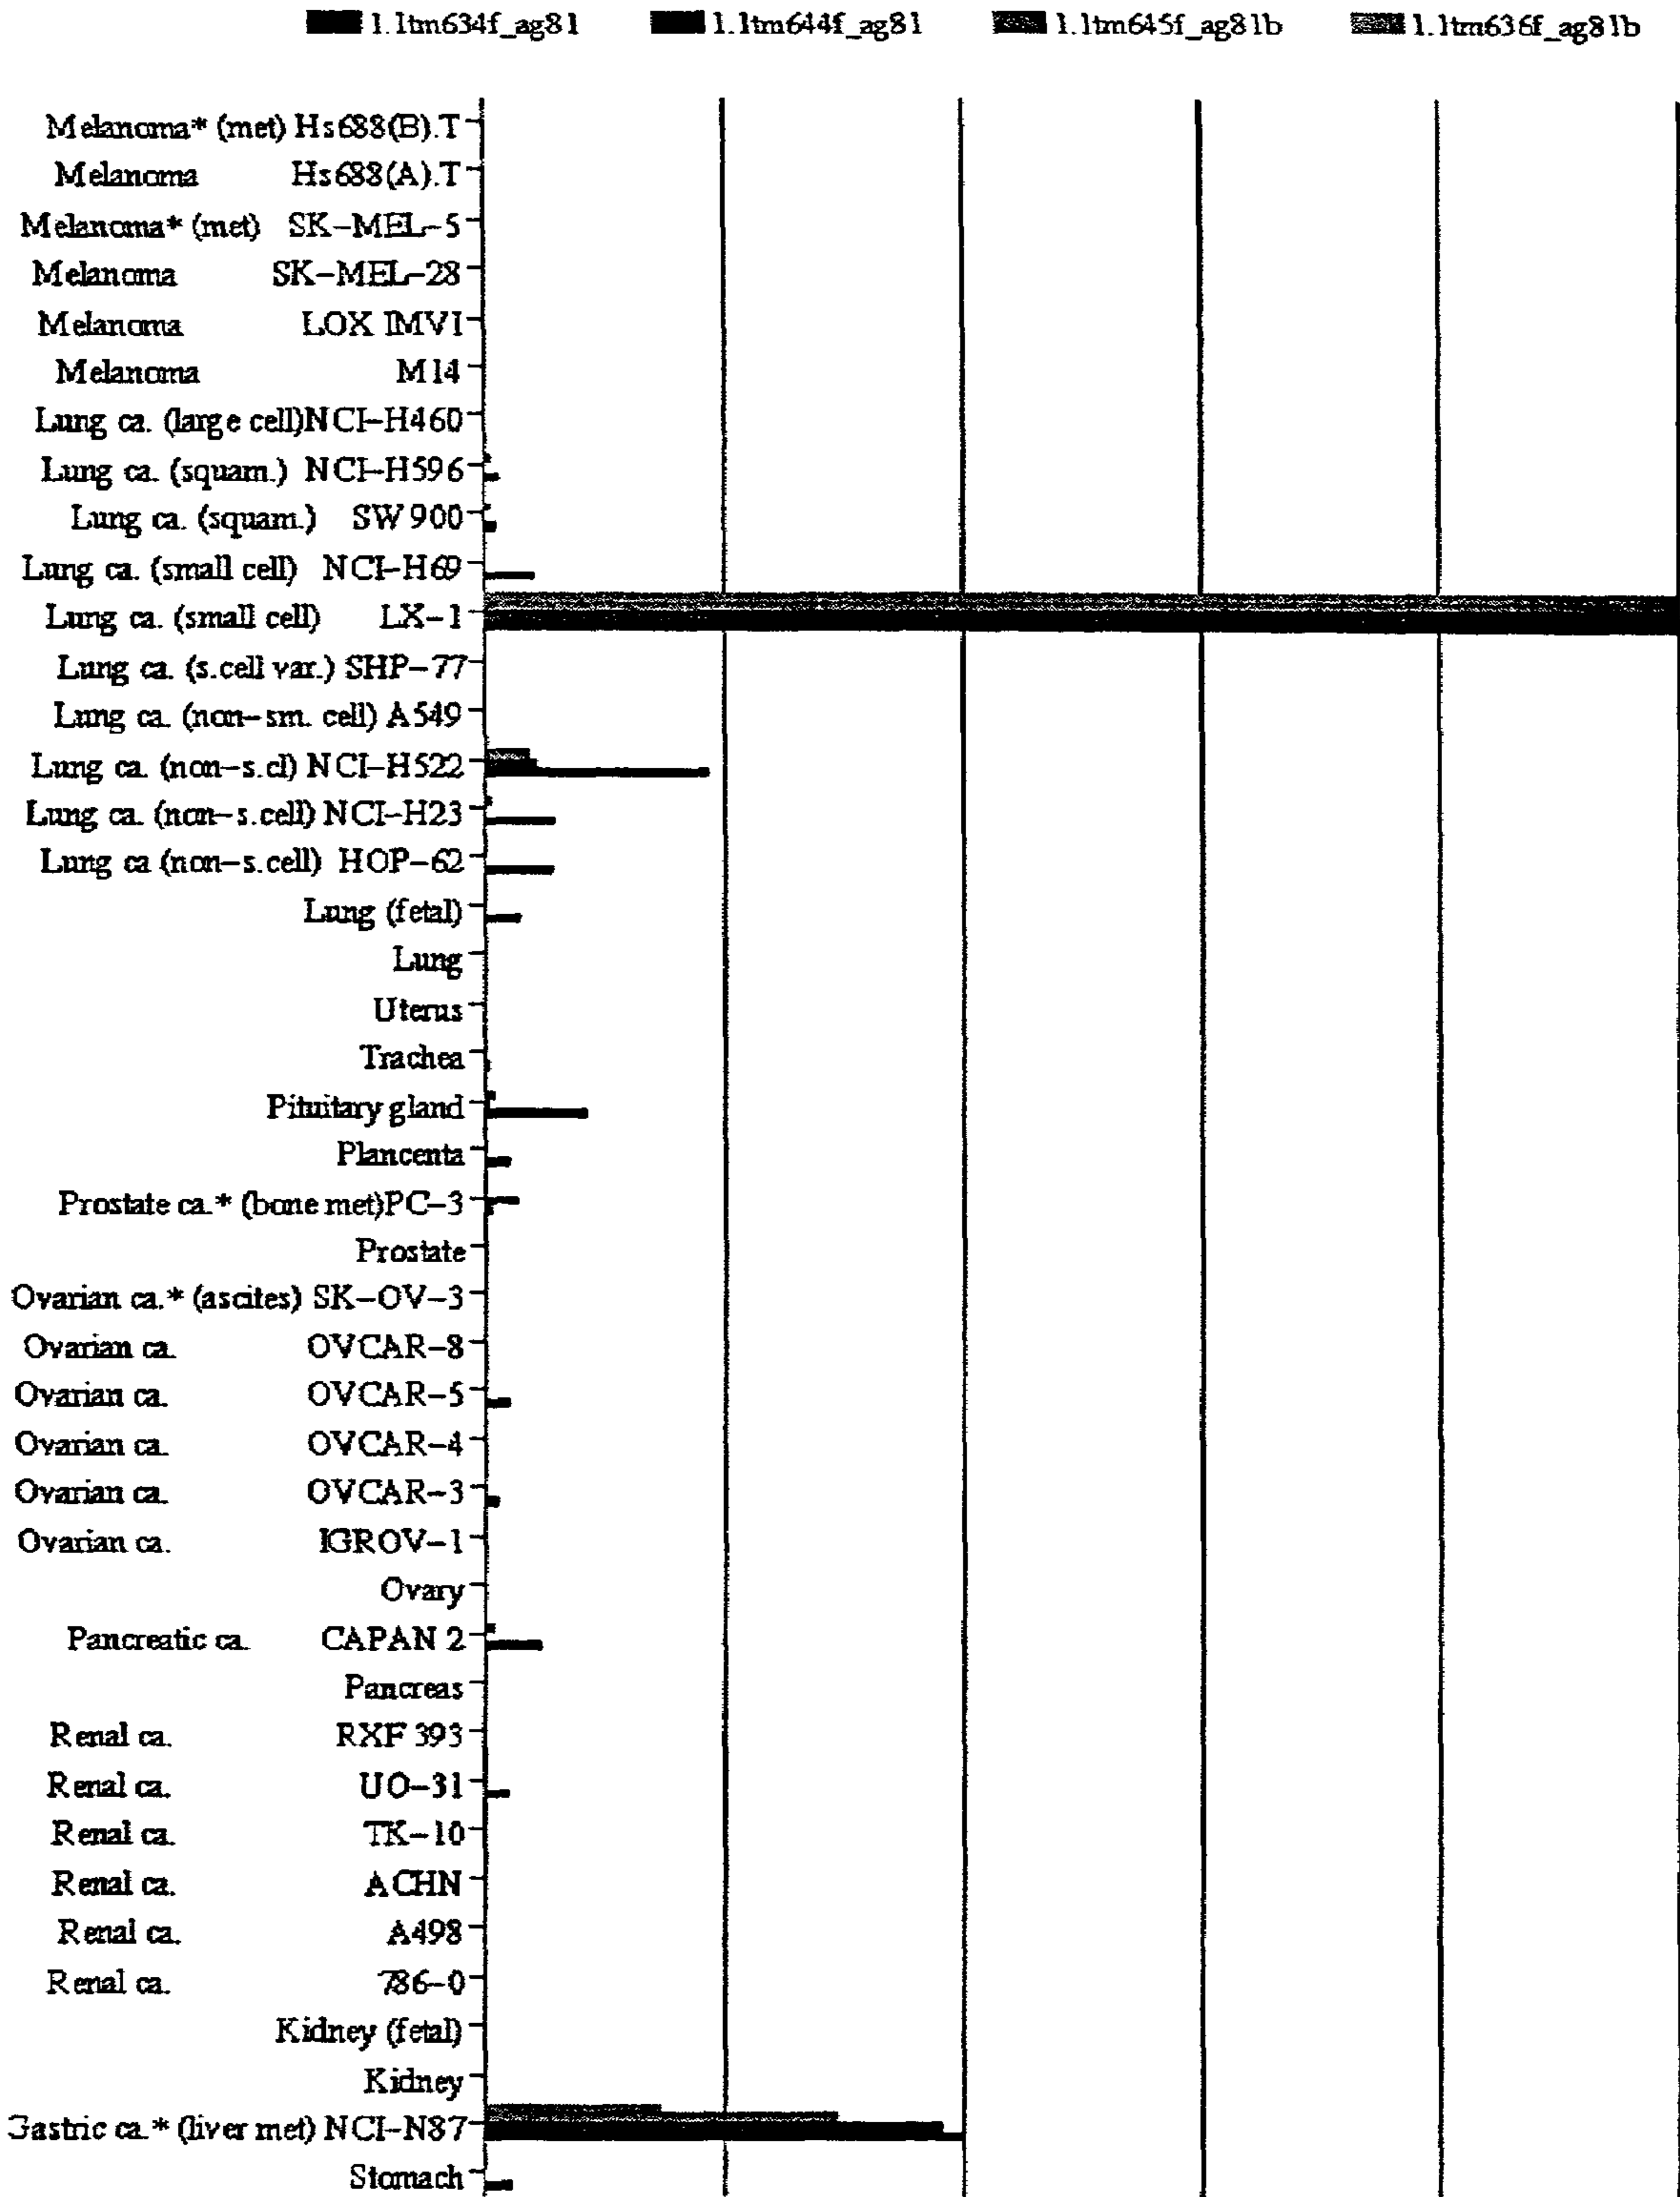 1.1tm634f_ag81 1.1tm644f_ag81 1.1tm645f_ag81b 1.1tm636f_ag81b
Melanoma* (met) Hs688(B).T
Melanoma Hs688(A).T
Melanoma* (met) SK-MEL-5
Melanoma SK-MEL-28
Melanoma LOX IMVI
Melanoma M14
Lung ca. (large cell)NCI-H460
Lung ca. (squam.) NCI-H596
Lung ca. (squam.) SW 900
Lung ca. (small cell) NCI-H69
Lung ca. (small cell) LX-1
Lung ca. (s.cell var.) SHP-77
Lung ca. (non-sm. cell) A549
Lung ca. (non-s.cl) NCI-H522
Lung ca. (non-s.cell) NCI-H23
Lung ca (non-s.cell) HOP-62
Lung (fetal)
Lung
Uterus
Trachea
Pituitary gland
Plancenta
Prostate ca.* (bone met)PC-3
Prostate
Ovarian ca.* (ascites) SK-OV-3
Ovarian ca. OVCAR-8
Ovarian ca. OVCAR-5
Ovarian ca. OVCAR-4
Ovarian ca. OVCAR-3
Ovarian ca. IGROV-1
Ovary
Pancreatic ca. CAPAN 2
Pancreas
Renal ca. RXF 393
Renal ca. UO-31
Renal ca. TK-10
Renal ca. ACHN
Renal ca. A498
Renal ca. 786-0
Kidney (fetal)
Kidney
Gastric ca.* (liver met) NCI-N87
Stomach